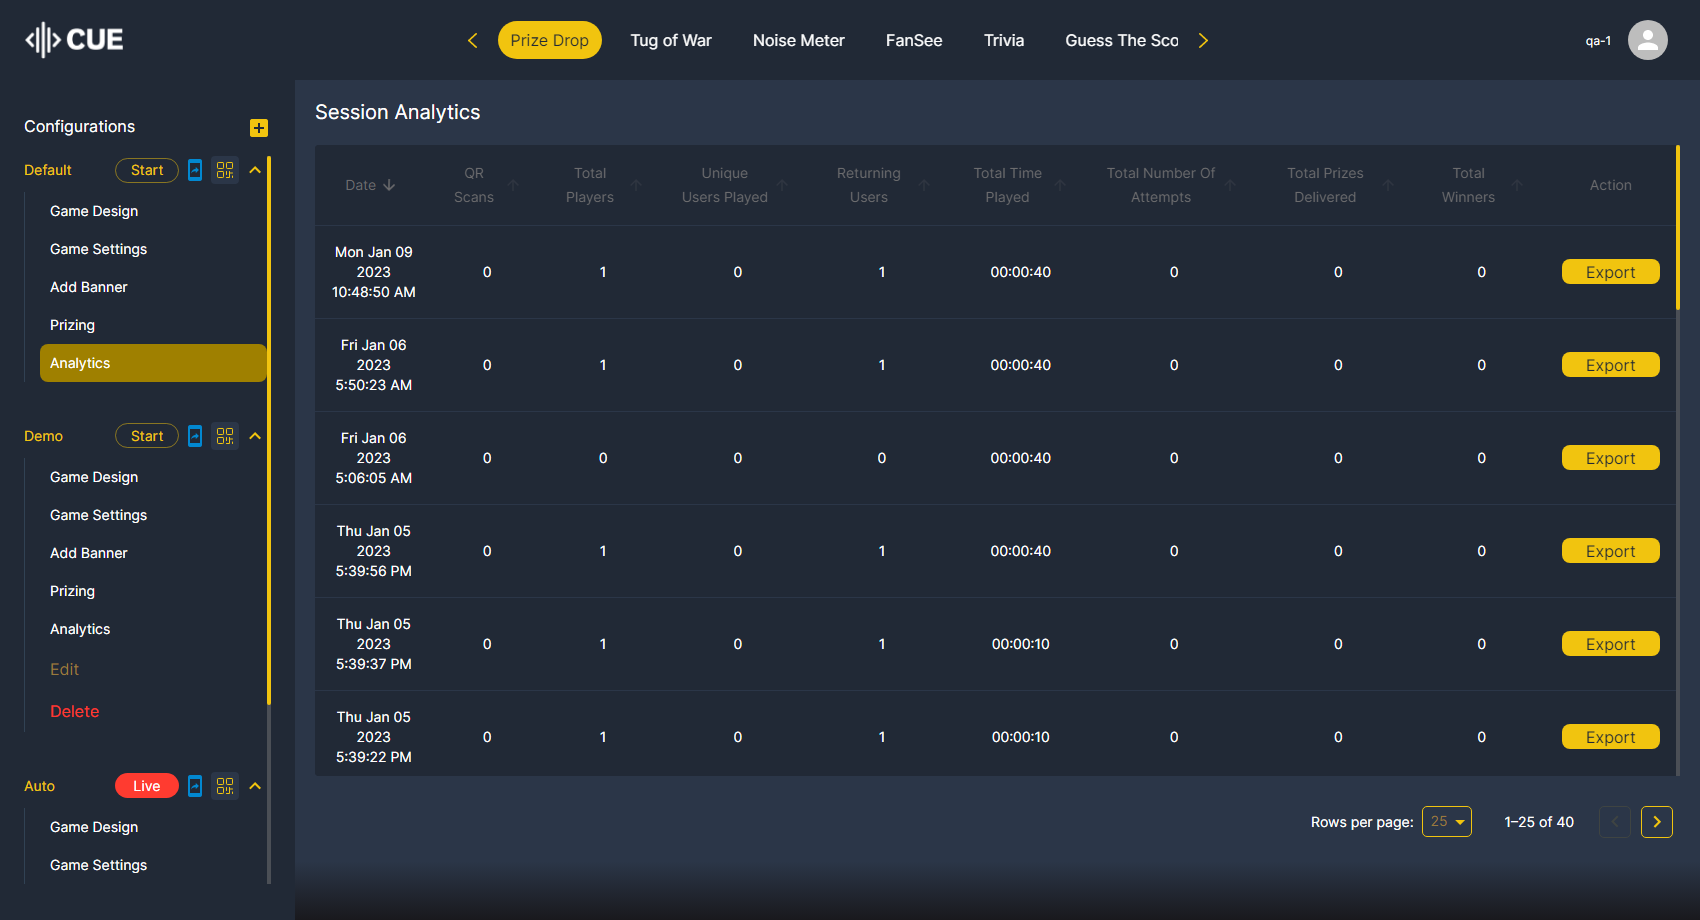 CUE
Prize Drop
Tug of War
Noise Meter
FanSee
Trivia
Guess The Sco
qa-1
Configurations
Default
Start
Game Design
Game Settings
Add Banner
Prizing
Analytics
Demo
Start
Game Design
Game Settings
Add Banner
Prizing
Analytics
Edit
Delete
Auto
Live
Game Design
Game Settings
Session Analytics
Date
QR
Scans
Total
Players
Unique
Users Played
Returning
Users
Total Time
Played
Total Number Of
Attempts
Total Prizes
Delivered
Total
Winners
Action
Mon Jan 09
2023
10:48:50 AM
0
1
0
1
00:00:40
0
0
0
Export
Fri Jan 06
2023
5:50:23 AM
0
1
0
1
00:00:40
0
0
0
Export
Fri Jan 06
2023
5:06:05 AM
0
0
0
0
00:00:40
0
0
0
Export
Thu Jan 05
2023
5:39:56 PM
0
1
0
1
00:00:40
0
0
0
Export
Thu Jan 05
2023
5:39:37 PM
0
1
0
1
00:00:10
0
0
0
Export
Thu Jan 05
2023
5:39:22 PM
0
1
0
1
00:00:10
0
0
0
Export
Rows per page:
25
1–25 of 40